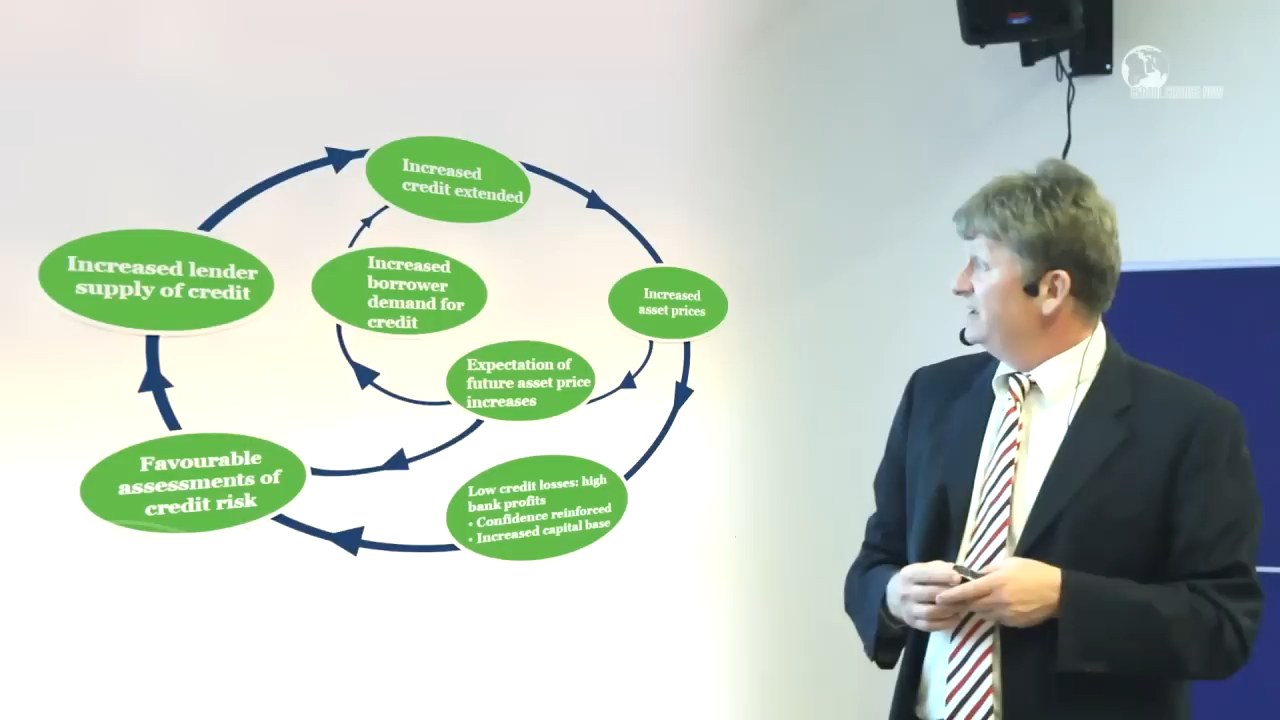 Increased
credit extended
Increased lender
supply of credit
Increased
borrower
demand for
credit
Increased
asset prices
Expectation of
future asset price
increases
Favourable
assessments of
credit risk
Low credit losses: high
bank profits
• Confidence reinforced
• Increased capital base